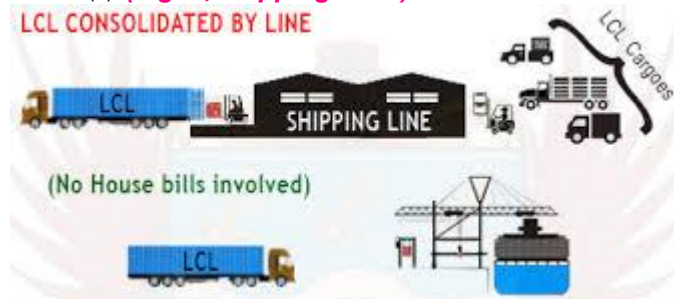 LCL CONSOLIDATED BY LINE
LCL Cargoes
LCL
SHIPPING LINE
(No House bills involved)
LCL